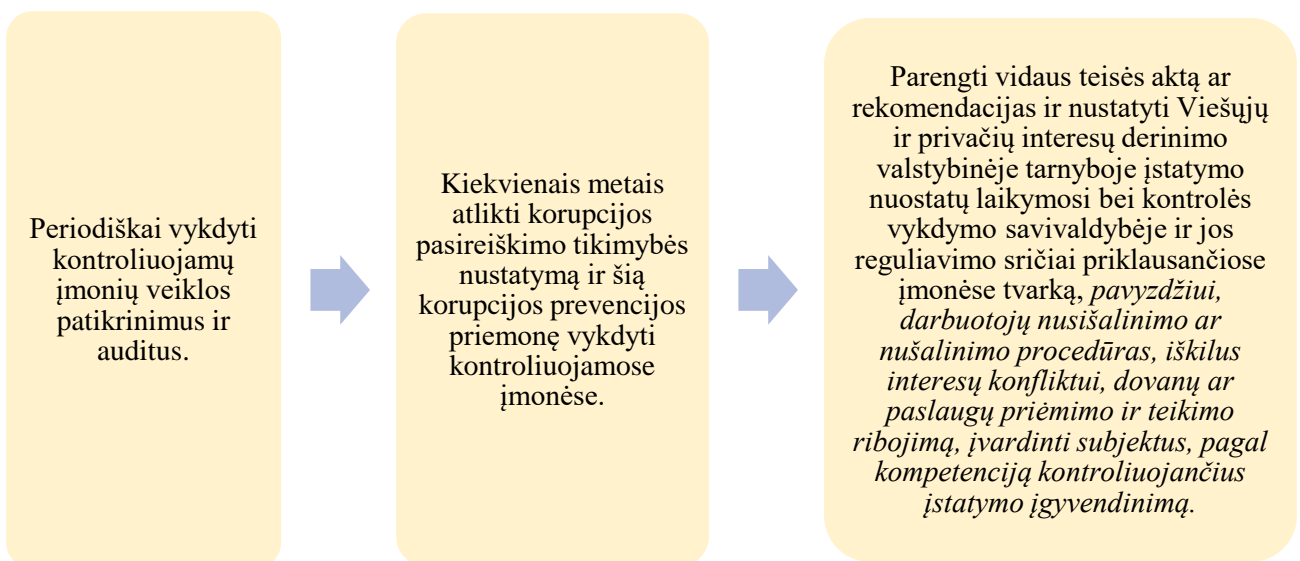 Periodiškai vykdyti
kontroliuojamų
įmonių veiklos
patikrinimus ir
auditus.
Kiekvienais metais
atlikti korupcijos
pasireiškimo tikimybės
nustatymą ir šią
korupcijos prevencijos
priemonę vykdyti
kontroliuojamose
įmonėse.
Parengti vidaus teisės aktą ar
rekomendacijas ir nustatyti Viešųjų
ir privačių interesų derinimo
valstybinėje tarnyboje įstatymo
nuostatų laikymosi bei kontrolės
vykdymo savivaldybėje ir jos
reguliavimo sričiai priklausančiose
įmonėse tvarką, pavyzdžiui,
darbuotojų nusišalinimo ar
nušalinimo procedūras, iškilus
interesų konfliktui, dovanų ar
paslaugų priėmimo ir teikimo
ribojimą, įvardinti subjektus, pagal
kompetenciją kontroliuojančius
įstatymo įgyvendinimą.